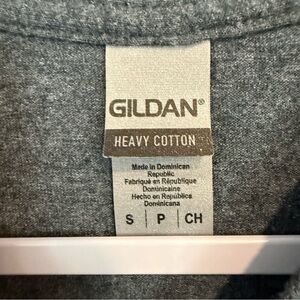 GILDAN®
HEAVY COTTON
Made in Dominican
Republic
Fabriqué en République
Dominicaine
Hecho en República
Dominicana
S | P | CH